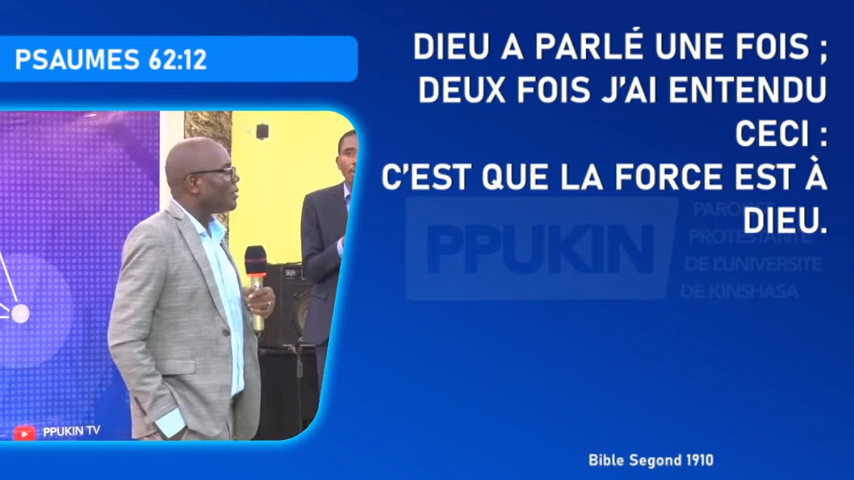 PSAUMES 62:12
DIEU A PARLÉ UNE FOIS ;
DEUX FOIS J'AI ENTENDU
CECI :
C'EST QUE LA FORCE EST À
DIEU.
PPUKIN
PAROISSE
PROTESTANTE
DE L'UNIVERSITE
DE KINSHASA
PPUKIN TV
Bible Segond 1910